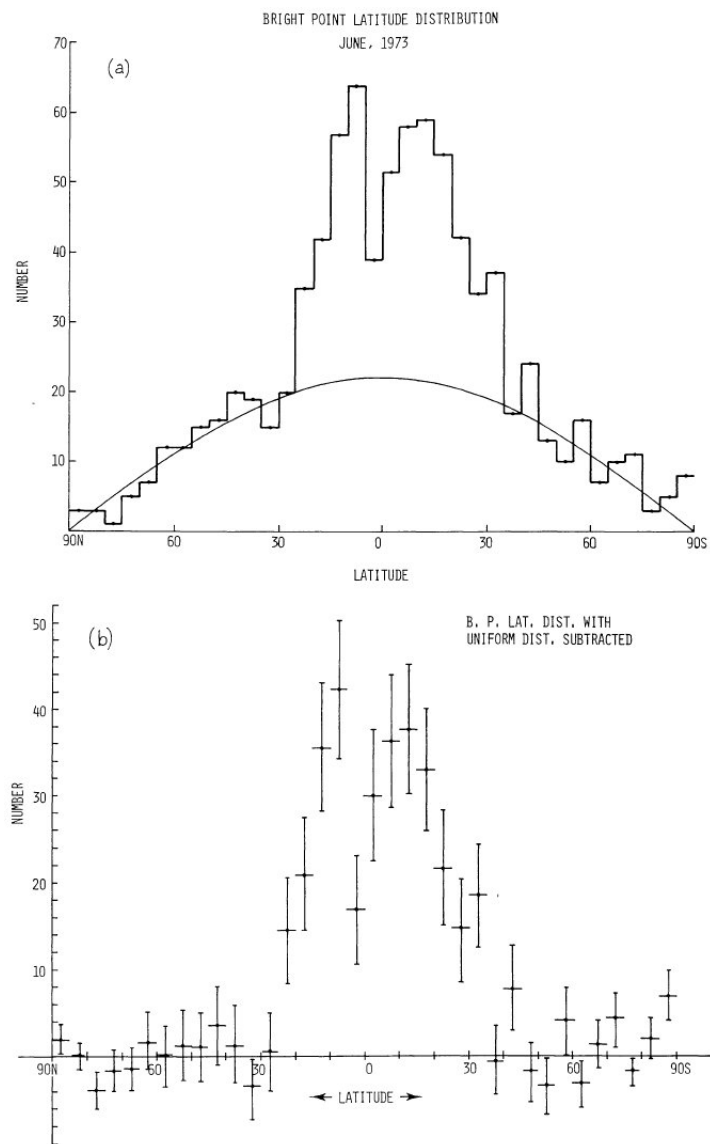 BRIGHT POINT LATITUDE DISTRIBUTION
JUNE, 1973
(a)
70
60
50
40
30
20
10
NUMBER
90N
60
30
0
30
60
90S
LATITUDE
(b)
B. P. LAT. DIST. WITH
UNIFORM DIST. SUBTRACTED
50
40
30
20
10
0
NUMBER
90N
60
30
0
30
60
90S
LATITUDE